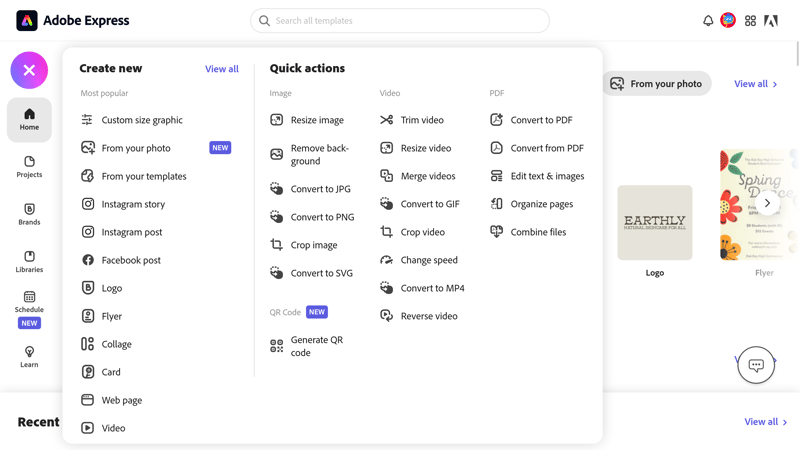 Adobe Express
Search all templates
Home
Projects
Brands
Libraries
Schedule
NEW
Learn
Create new
View all
Most popular
Custom size graphic
From your photo
NEW
From your templates
Instagram story
Instagram post
Facebook post
Logo
Flyer
Collage
Card
Web page
Video
Quick actions
Image
Resize image
Remove back-
ground
Convert to JPG
Convert to PNG
Crop image
Convert to SVG
QR Code NEW
Generate QR
code
Video
Trim video
Resize video
Merge videos
Convert to GIF
Crop video
Change speed
Convert to MP4
Reverse video
PDF
Convert to PDF
Convert from PDF
Edit text & images
Organize pages
Combine files
From your photo
View all
EARTHLY
NATURAL SKINCARE FOR ALL
Logo
Spring
Flyer
Recent
View all